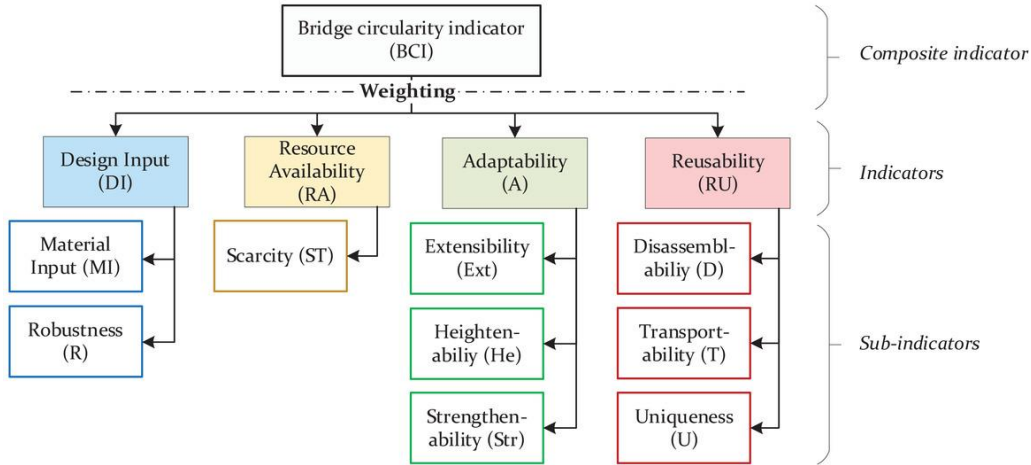 Bridge circularity indicator
(BCI)
Composite indicator
Weighting
Design Input
(DI)
Resource
Availability
(RA)
Adaptability
(A)
Reusability
(RU)
Indicators
Material
Input (MI)
Scarcity (ST)
Extensibility
(Ext)
Disassembl-
abiliy (D)
Robustness
(R)
Heighten-
abiliy (He)
Transport-
ability (T)
Sub-indicators
Strengthen-
ability (Str)
Uniqueness
(U)